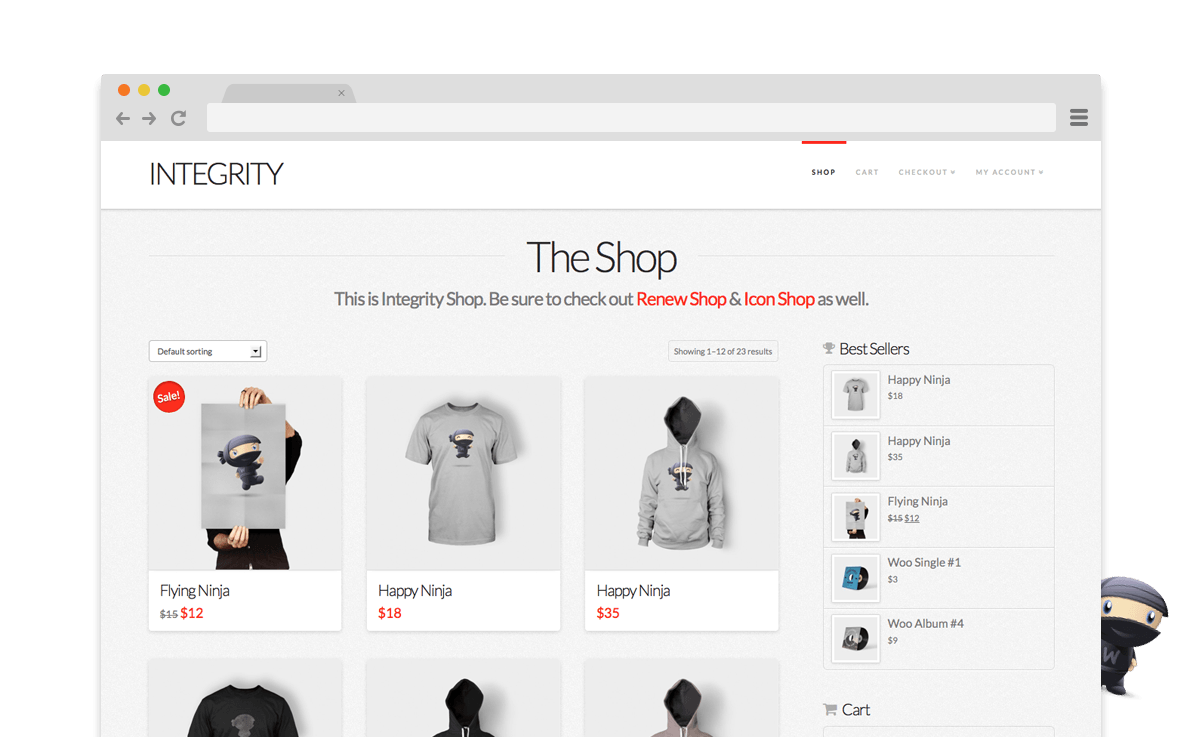 INTEGRITY
SHOP
CART
CHECKOUT
MY ACCOUNT
The Shop
This is Integrity Shop. Be sure to check out Renew Shop & Icon Shop as well.
Default sorting
Showing 1–12 of 23 results
Sale!
Flying Ninja
$15 $12
Happy Ninja
$18
Happy Ninja
$35
Best Sellers
Happy Ninja
$18
Happy Ninja
$35
Flying Ninja
$15 $12
Woo Single #1
$3
Woo Album #4
$9
Cart
W